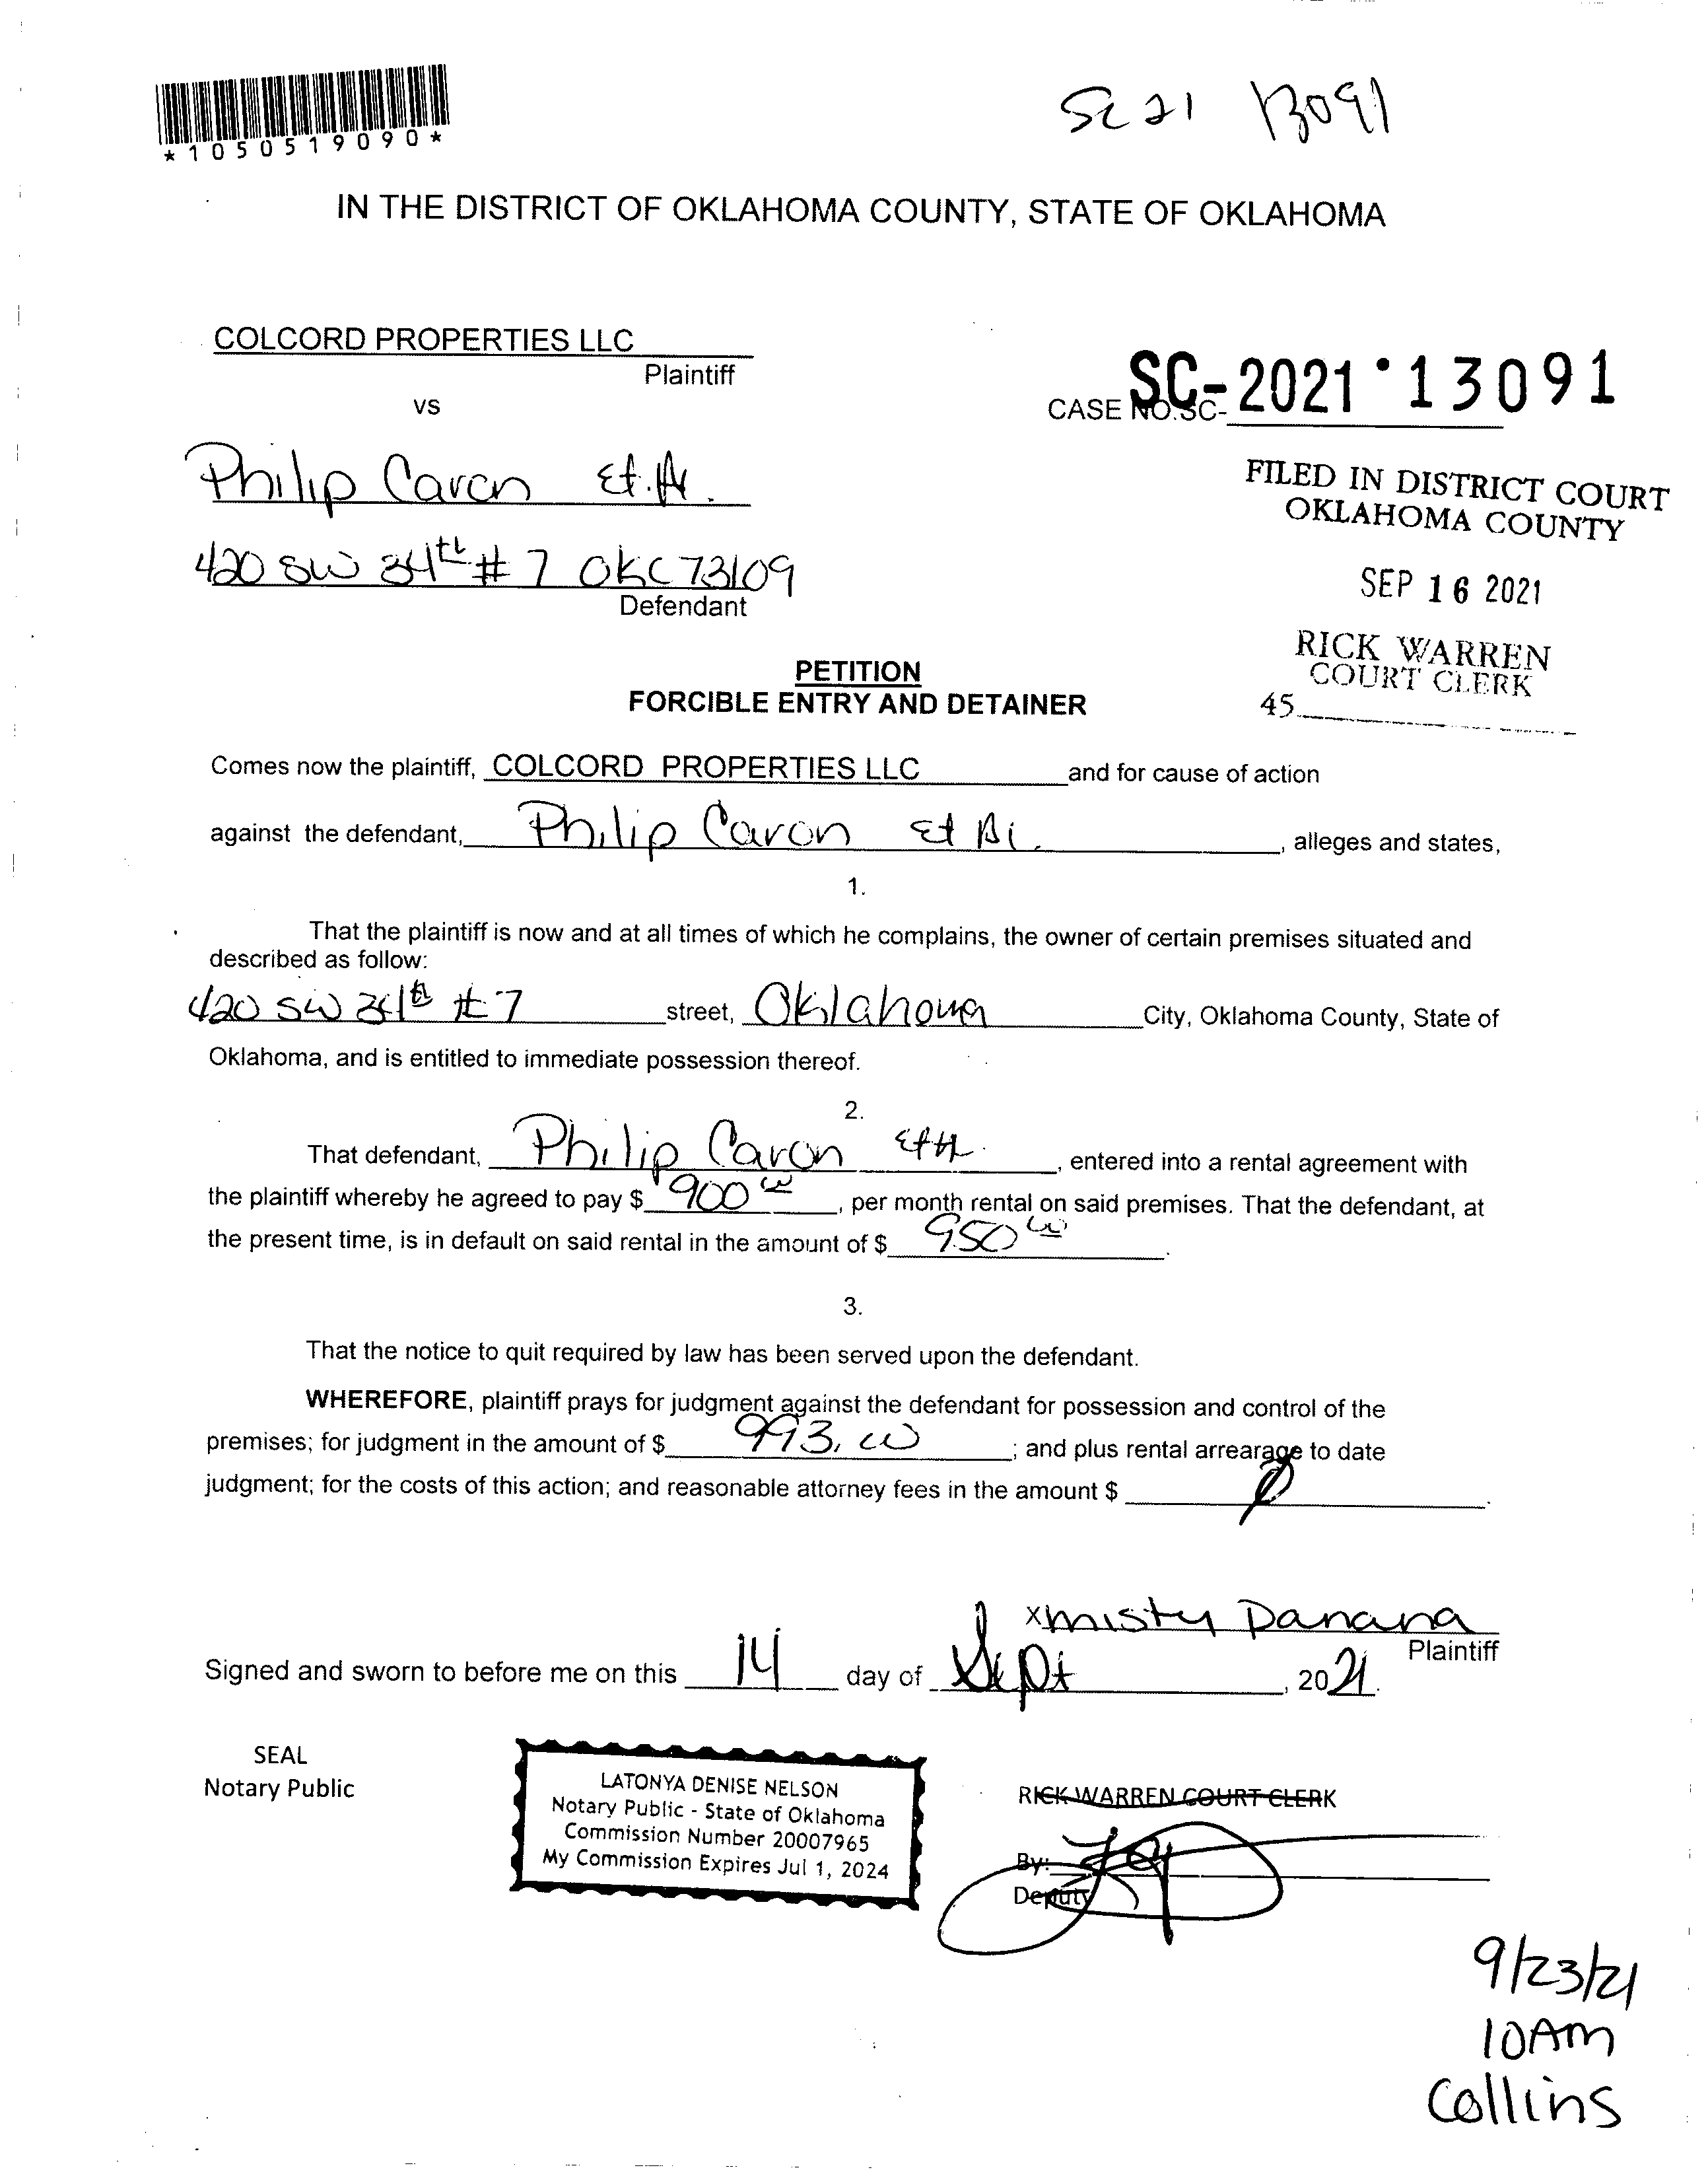 *1050519090*
SC 21 13091
IN THE DISTRICT OF OKLAHOMA COUNTY, STATE OF OKLAHOMA
COLCORD PROPERTIES LLC
Plaintiff
vs
CASE NO.SC-
SC-2021 • 13091
Philip Caron Et. Al.
FILED IN DISTRICT COURT
OKLAHOMA COUNTY
420 SW 34th # 7 OKC 73109
Defendant
SEP 16 2021
RICK WARREN
COURT CLERK
45
PETITION
FORCIBLE ENTRY AND DETAINER
Comes now the plaintiff, COLCORD PROPERTIES LLC and for cause of action
against the defendant, Philip Caron Et Al. , alleges and states,
1.
That the plaintiff is now and at all times of which he complains, the owner of certain premises situated and
described as follow:
420 SW 34th # 7 street, Oklahoma City, Oklahoma County, State of
Oklahoma, and is entitled to immediate possession thereof.
2.
That defendant, Philip Caron Et Al. , entered into a rental agreement with
the plaintiff whereby he agreed to pay $ 900 00 , per month rental on said premises. That the defendant, at
the present time, is in default on said rental in the amount of $ 950 00 .
3.
That the notice to quit required by law has been served upon the defendant.
WHEREFORE, plaintiff prays for judgment against the defendant for possession and control of the
premises; for judgment in the amount of $ 993.00 ; and plus rental arrearage to date
judgment; for the costs of this action; and reasonable attorney fees in the amount $ Ø .
x Misty Danana
Plaintiff
Signed and sworn to before me on this 14 day of Sept , 2021.
SEAL
Notary Public
LATONYA DENISE NELSON
Notary Public - State of Oklahoma
Commission Number 20007965
My Commission Expires Jul 1, 2024
RICK WARREN COURT CLERK
By:
Deputy
9/23/21
10AM
Collins